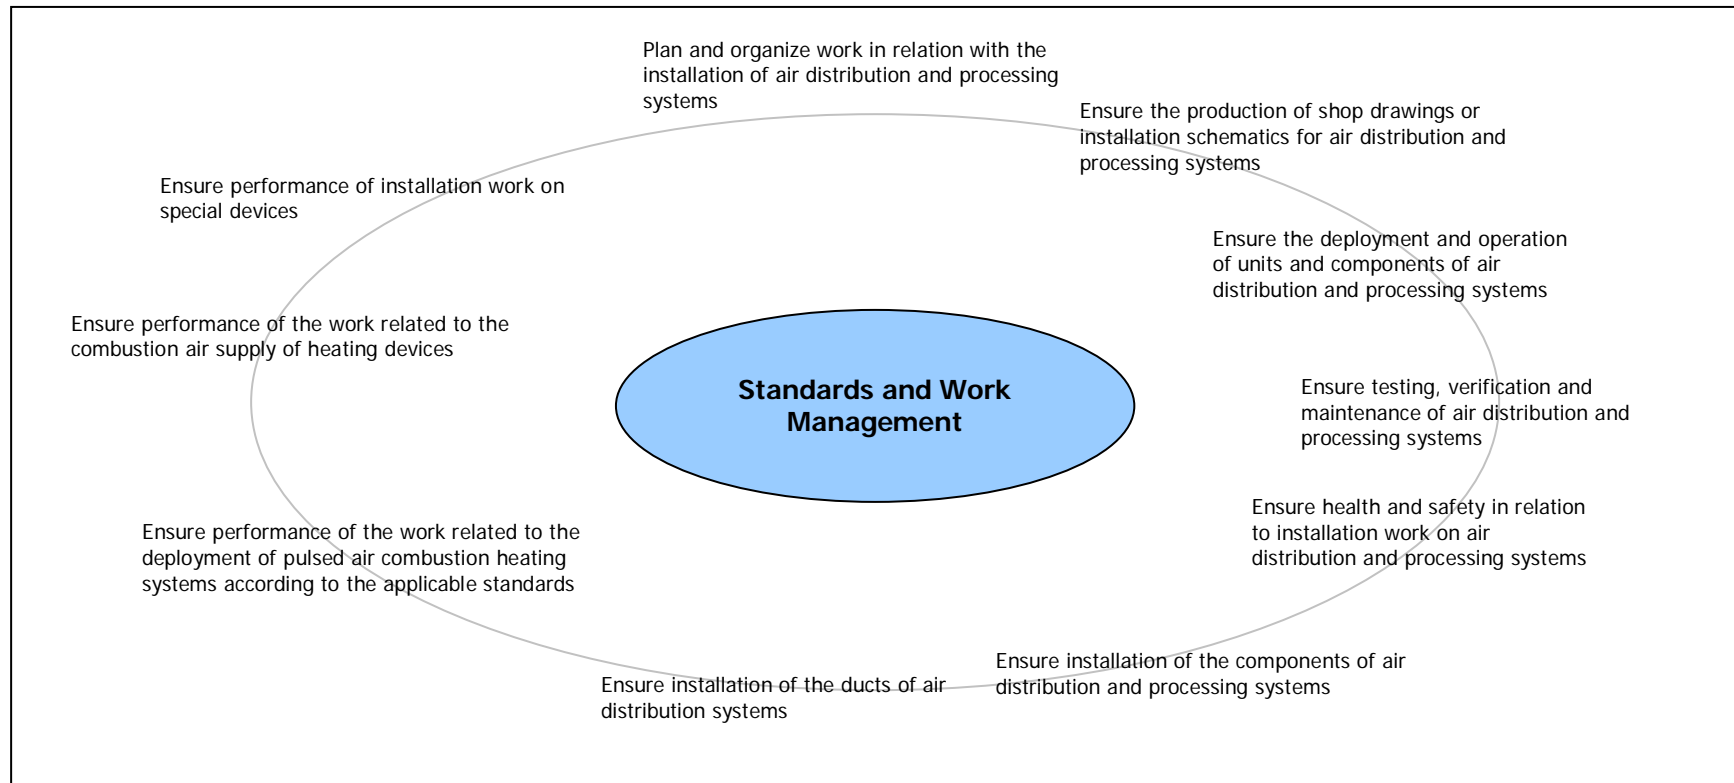 Plan and organize work in relation with the
installation of air distribution and processing
systems
Ensure the production of shop drawings or
installation schematics for air distribution and
processing systems
Ensure performance of installation work on
special devices
Ensure the deployment and operation
of units and components of air
distribution and processing systems
Ensure performance of the work related to the
combustion air supply of heating devices
Standards and Work
Management
Ensure testing, verification and
maintenance of air distribution and
processing systems
Ensure health and safety in relation
to installation work on air
distribution and processing systems
Ensure performance of the work related to the
deployment of pulsed air combustion heating
systems according to the applicable standards
Ensure installation of the components of air
distribution and processing systems
Ensure installation of the ducts of air
distribution systems